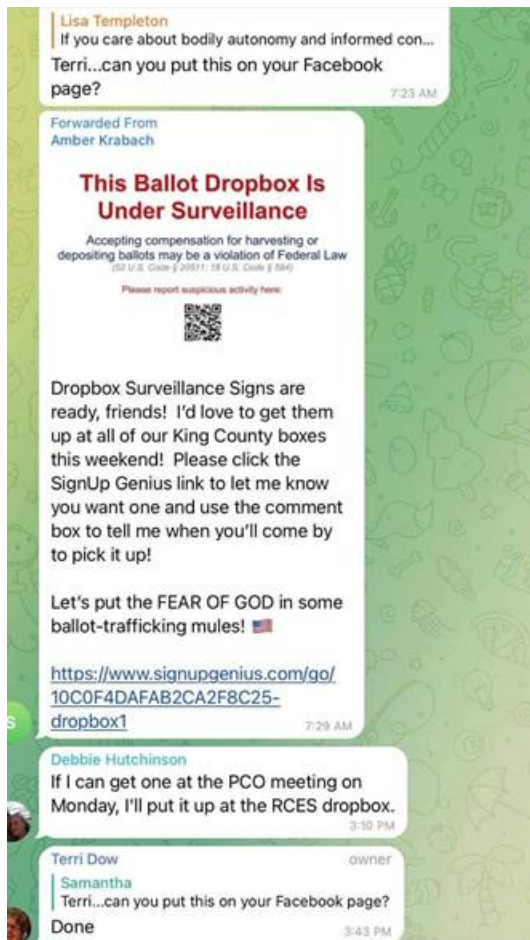 Lisa Templeton
If you care about bodily autonomy and informed con...
Terri...can you put this on your Facebook
page?
7:23 AM
Forwarded From
Amber Krabach
This Ballot Dropbox Is
Under Surveillance
Accepting compensation for harvesting or
depositing ballots may be a violation of Federal Law
(52 U.S. Code § 20511; 18 U.S. Code § 594)
Please report suspicious activity here:
Dropbox Surveillance Signs are
ready, friends! I'd love to get them
up at all of our King County boxes
this weekend! Please click the
SignUp Genius link to let me know
you want one and use the comment
box to tell me when you'll come by
to pick it up!
Let's put the FEAR OF GOD in some
ballot-trafficking mules! 🇺🇸
https://www.signupgenius.com/go/
10C0F4DAFAB2CA2F8C25-
dropbox1
7:29 AM
S
Debbie Hutchinson
If I can get one at the PCO meeting on
Monday, I'll put it up at the RCES dropbox.
3:10 PM
Terri Dow
owner
Samantha
Terri...can you put this on your Facebook page?
Done
3:43 PM